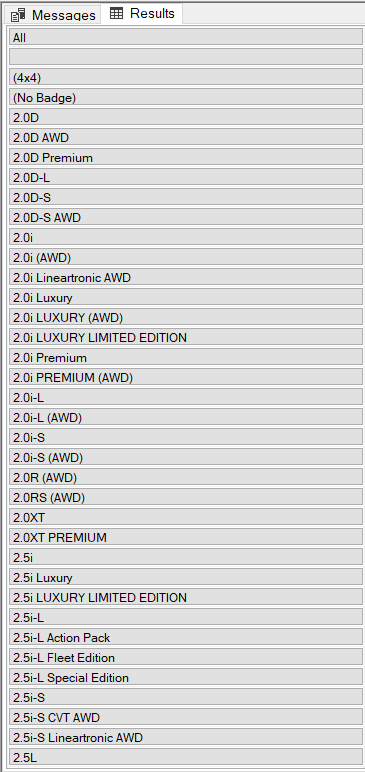 Messages Results
All
(4x4)
(No Badge)
2.0D
2.0D AWD
2.0D Premium
2.0D-L
2.0D-S
2.0D-S AWD
2.0i
2.0i (AWD)
2.0i Lineartronic AWD
2.0i Luxury
2.0i LUXURY (AWD)
2.0i LUXURY LIMITED EDITION
2.0i Premium
2.0i PREMIUM (AWD)
2.0i-L
2.0i-L (AWD)
2.0i-S
2.0i-S (AWD)
2.0R (AWD)
2.0RS (AWD)
2.0XT
2.0XT PREMIUM
2.5i
2.5i Luxury
2.5i LUXURY LIMITED EDITION
2.5i-L
2.5i-L Action Pack
2.5i-L Fleet Edition
2.5i-L Special Edition
2.5i-S
2.5i-S CVT AWD
2.5i-S Lineartronic AWD
2.5L